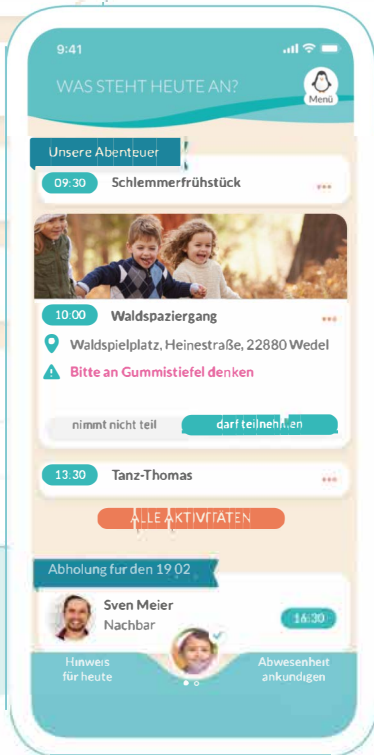 9:41
WAS STEHT HEUTE AN?
Menü
Unsere Abenteuer
09:30 Schlemmerfrühstück
10:00 Waldspaziergang
Waldspielplatz, Heinestraße, 22880 Wedel
Bitte an Gummistiefel denken
nimmt nicht teil darf teilnehmen
13.30 Tanz-Thomas
ALLE AKTIVITÄTEN
Abholung fur den 19 02
Sven Meier
Nachbar
16:30
Hinweis
für heute
Abwesenheit
ankundigen